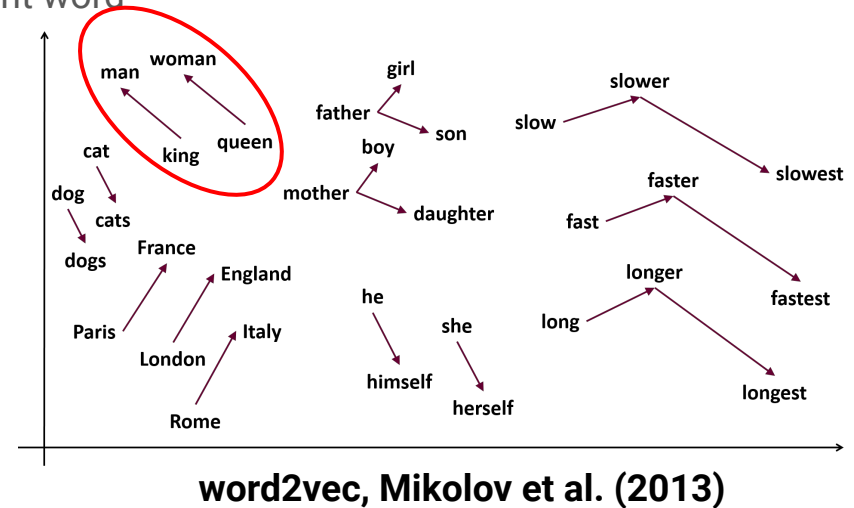 nt word
woman
man
king
queen
cat
cats
dog
dogs
France
England
Paris
London
Italy
Rome
girl
father
son
boy
mother
daughter
he
himself
she
herself
slower
slow
slowest
faster
fast
fastest
longer
long
longest
word2vec, Mikolov et al. (2013)